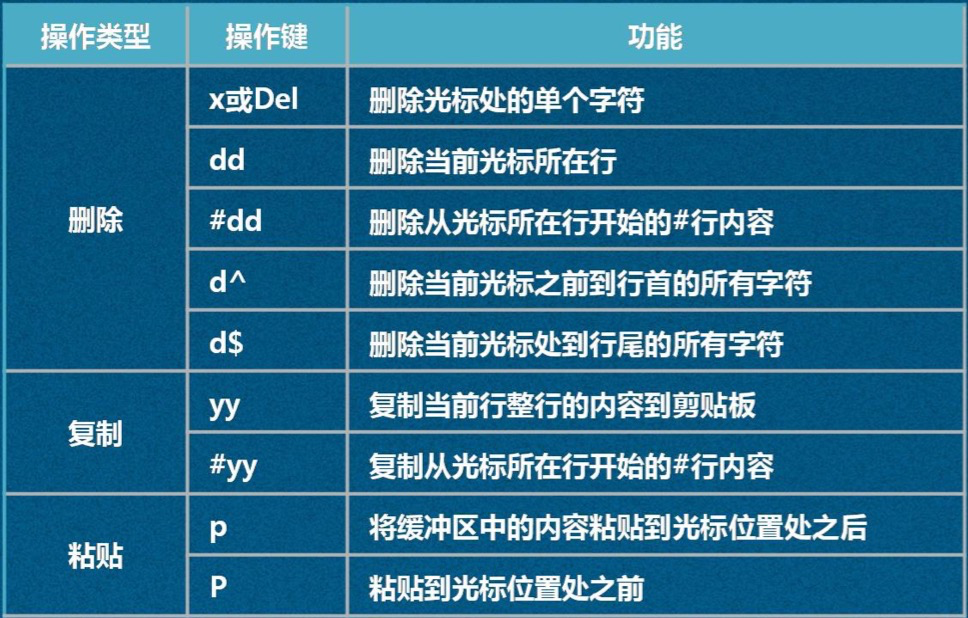 操作类型 操作键 功能
x或Del 删除光标处的单个字符
dd 删除当前光标所在行
删除 #dd 删除从光标所在行开始的#行内容
d^ 删除当前光标之前到行首的所有字符
d$ 删除当前光标处到行尾的所有字符
复制 yy 复制当前行整行的内容到剪贴板
#yy 复制从光标所在行开始的#行内容
粘贴 p 将缓冲区中的内容粘贴到光标位置处之后
P 粘贴到光标位置处之前